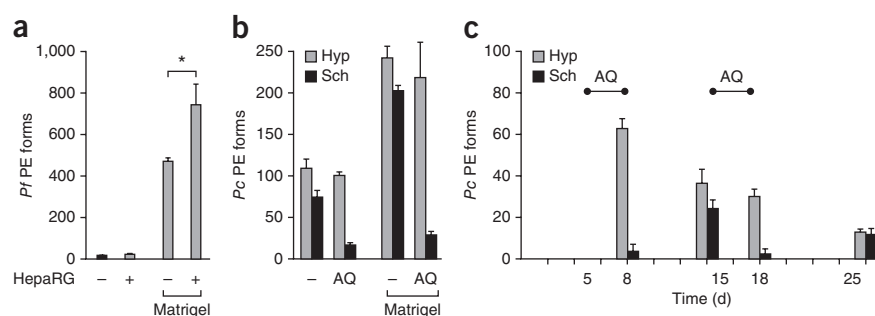 a
b
c
1,000
800
600
400
200
0
Pf PE forms
*
HepaRG – + – +
Matrigel
250
200
150
100
50
0
Pc PE forms
Hyp
Sch
– AQ – AQ
Matrigel
100
80
60
40
20
0
Pc PE forms
Hyp
Sch
AQ
AQ
5 8 15 18 25
Time (d)